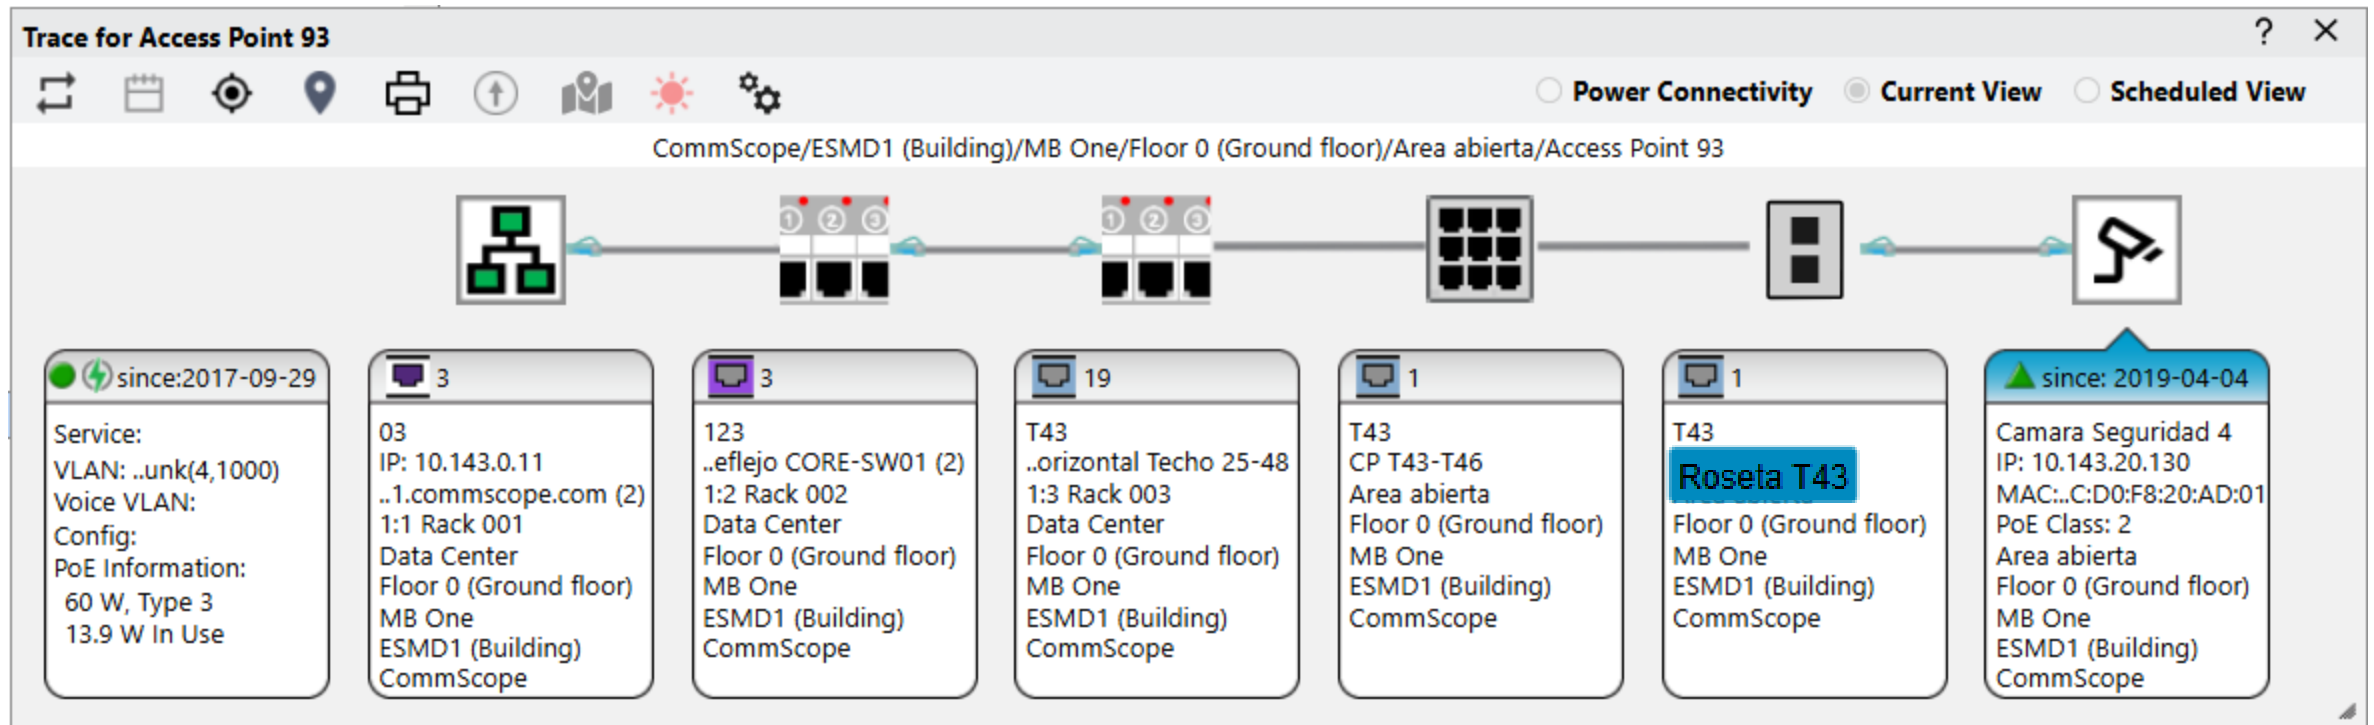 Trace for Access Point 93
?
Power Connectivity
Current View
Scheduled View
CommScope/ESMD1 (Building)/MB One/Floor 0 (Ground floor)/Area abierta/Access Point 93
1 2 3
1 2 3
since:2017-09-29
Service:
VLAN: ..unk(4,1000)
Voice VLAN:
Config:
PoE Information:
60 W, Type 3
13.9 W In Use
3
03
IP: 10.143.0.11
..1.commscope.com (2)
1:1 Rack 001
Data Center
Floor 0 (Ground floor)
MB One
ESMD1 (Building)
CommScope
3
123
..eflejo CORE-SW01 (2)
1:2 Rack 002
Data Center
Floor 0 (Ground floor)
MB One
ESMD1 (Building)
CommScope
19
T43
..orizontal Techo 25-48
1:3 Rack 003
Data Center
Floor 0 (Ground floor)
MB One
ESMD1 (Building)
CommScope
1
T43
CP T43-T46
Area abierta
Floor 0 (Ground floor)
MB One
ESMD1 (Building)
CommScope
1
T43
Roseta T43
Floor 0 (Ground floor)
MB One
ESMD1 (Building)
CommScope
since: 2019-04-04
Camara Seguridad 4
IP: 10.143.20.130
MAC:..C:D0:F8:20:AD:01
PoE Class: 2
Area abierta
Floor 0 (Ground floor)
MB One
ESMD1 (Building)
CommScope